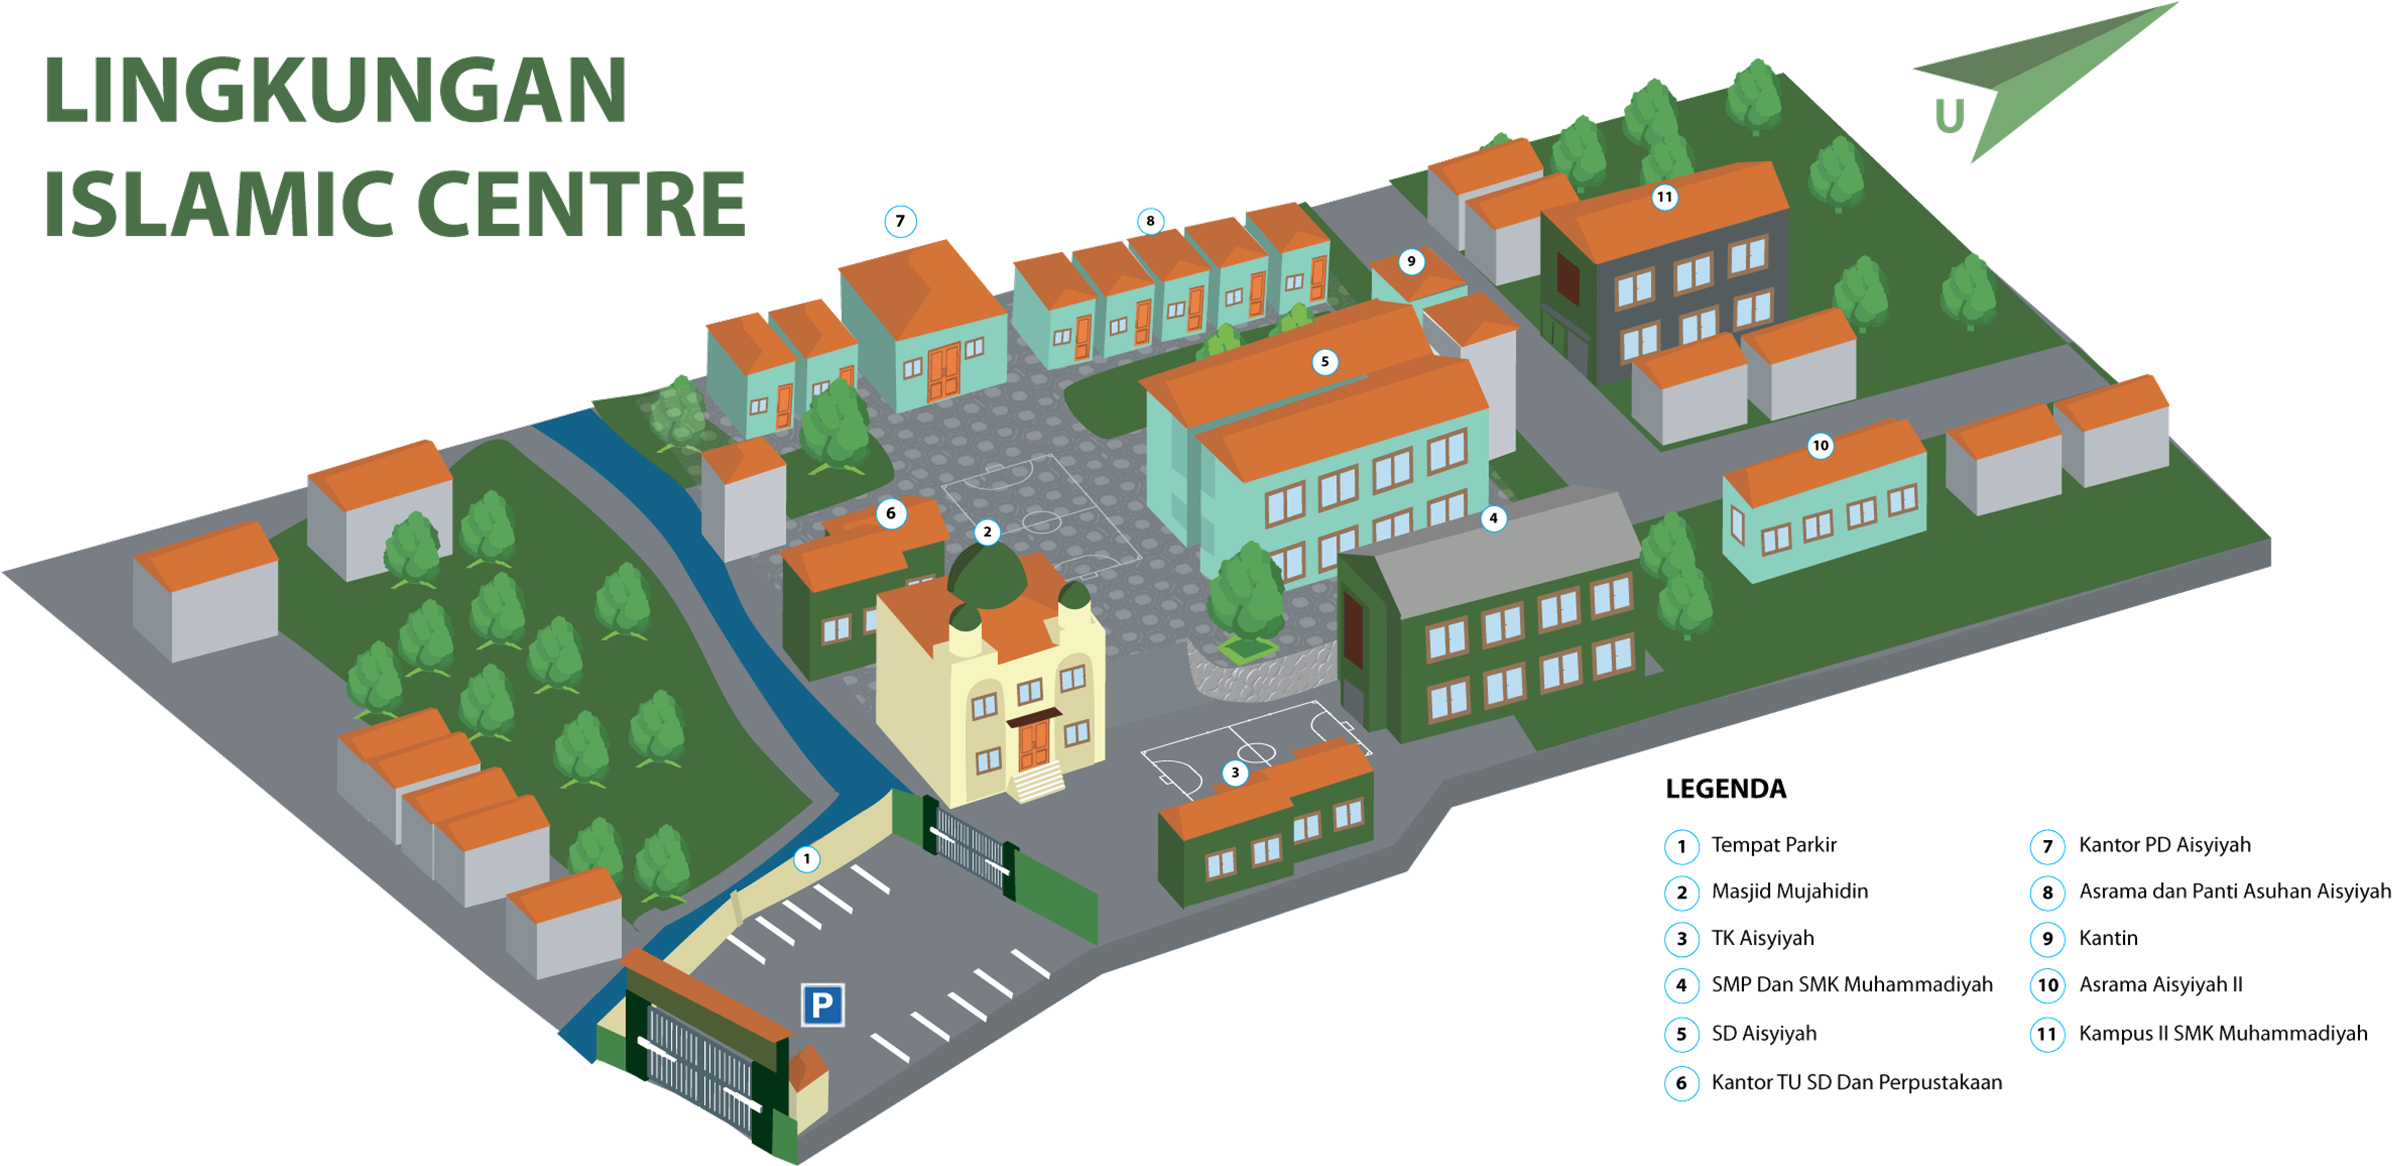 LINGKUNGAN
ISLAMIC CENTRE
U
7
8
11
9
5
10
6
2
4
3
1
P
LEGENDA
1 Tempat Parkir
2 Masjid Mujahidin
3 TK Aisyiyah
4 SMP Dan SMK Muhammadiyah
5 SD Aisyiyah
6 Kantor TU SD Dan Perpustakaan
7 Kantor PD Aisyiyah
8 Asrama dan Panti Asuhan Aisyiyah
9 Kantin
10 Asrama Aisyiyah II
11 Kampus II SMK Muhammadiyah